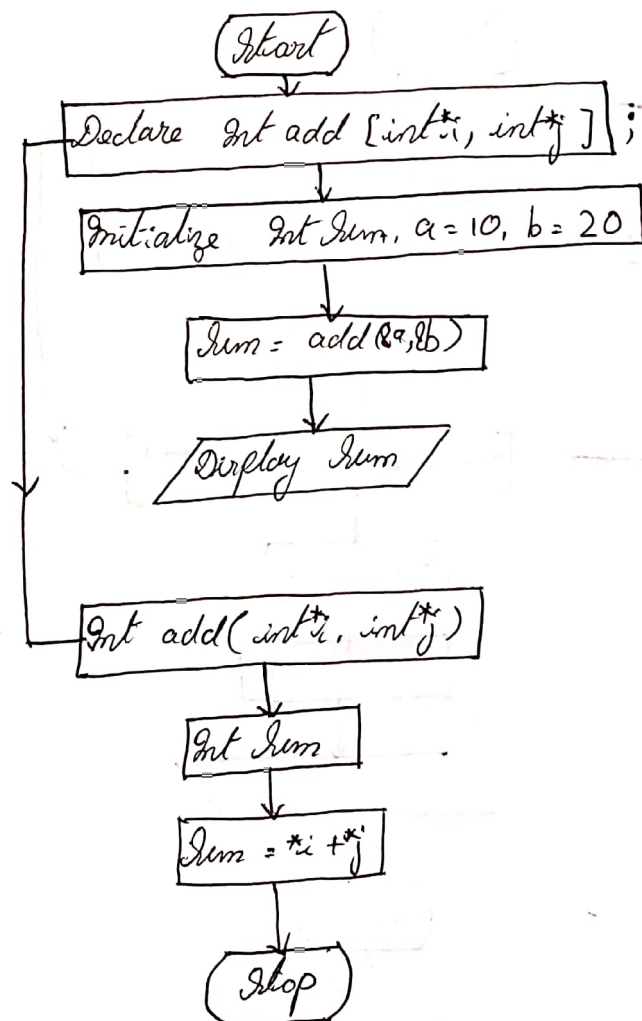 Start
Declare Int add [int *i, int *j] ;
Initialize Int Sum, a = 10, b = 20
Sum = add (&a, &b)
Display Sum
Int add ( int *i, int *j )
Int Sum
Sum = *i + *j
Stop